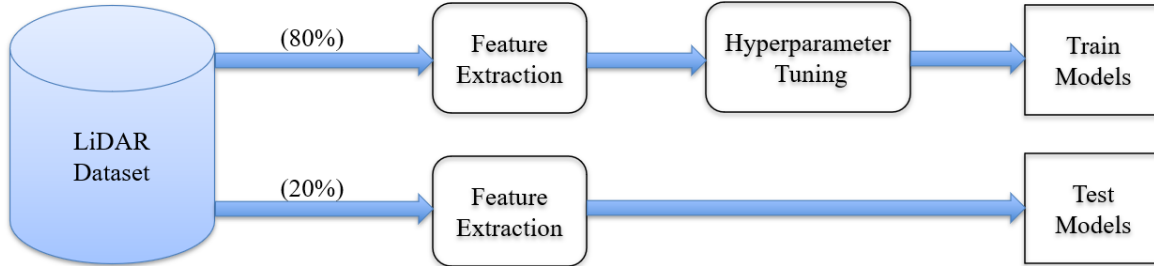 (80%)
Feature
Extraction
Hyperparameter
Tuning
Train
Models
LiDAR
Dataset
(20%)
Feature
Extraction
Test
Models